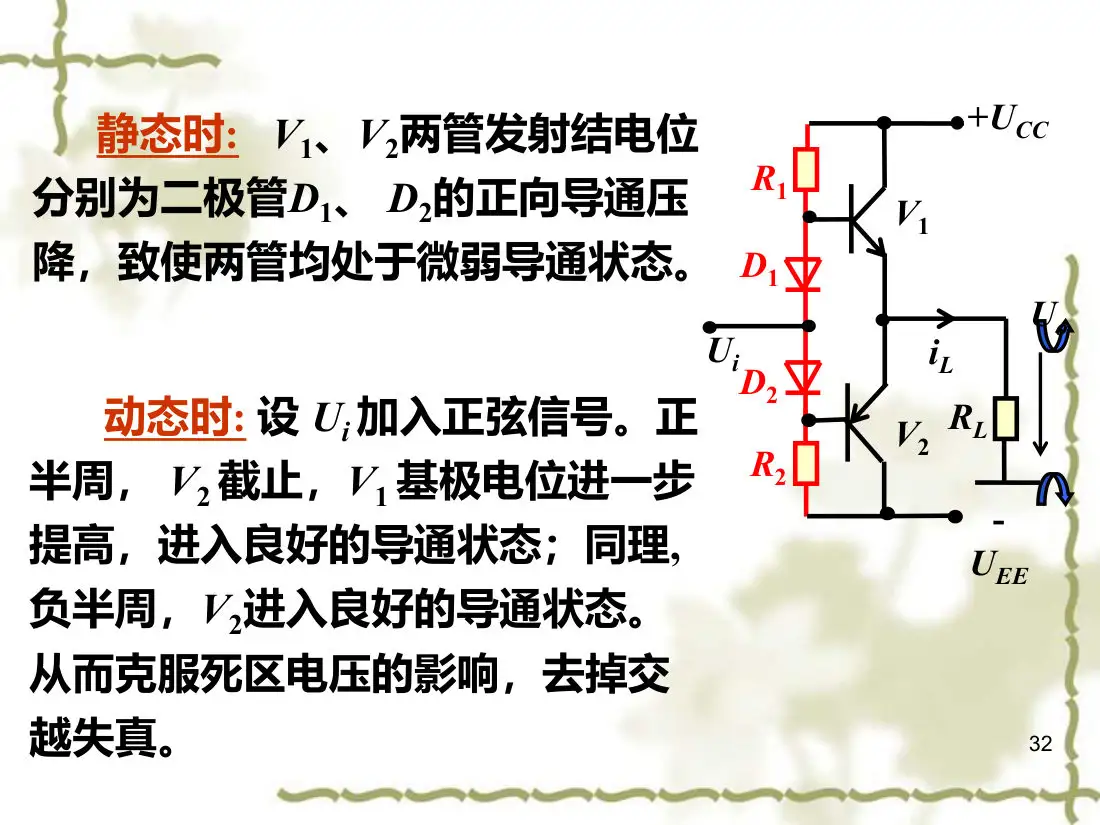 静态时: V1、V2两管发射结电位
分别为二极管D1、 D2的正向导通压
降，致使两管均处于微弱导通状态。
动态时: 设 Ui 加入正弦信号。正
半周， V2 截止，V1 基极电位进一步
提高，进入良好的导通状态；同理,
负半周，V2进入良好的导通状态。
从而克服死区电压的影响，去掉交
越失真。
+UCC
R1
V1
D1
Ui
iL
U
D2
RL
V2
R2
-
UEE
32